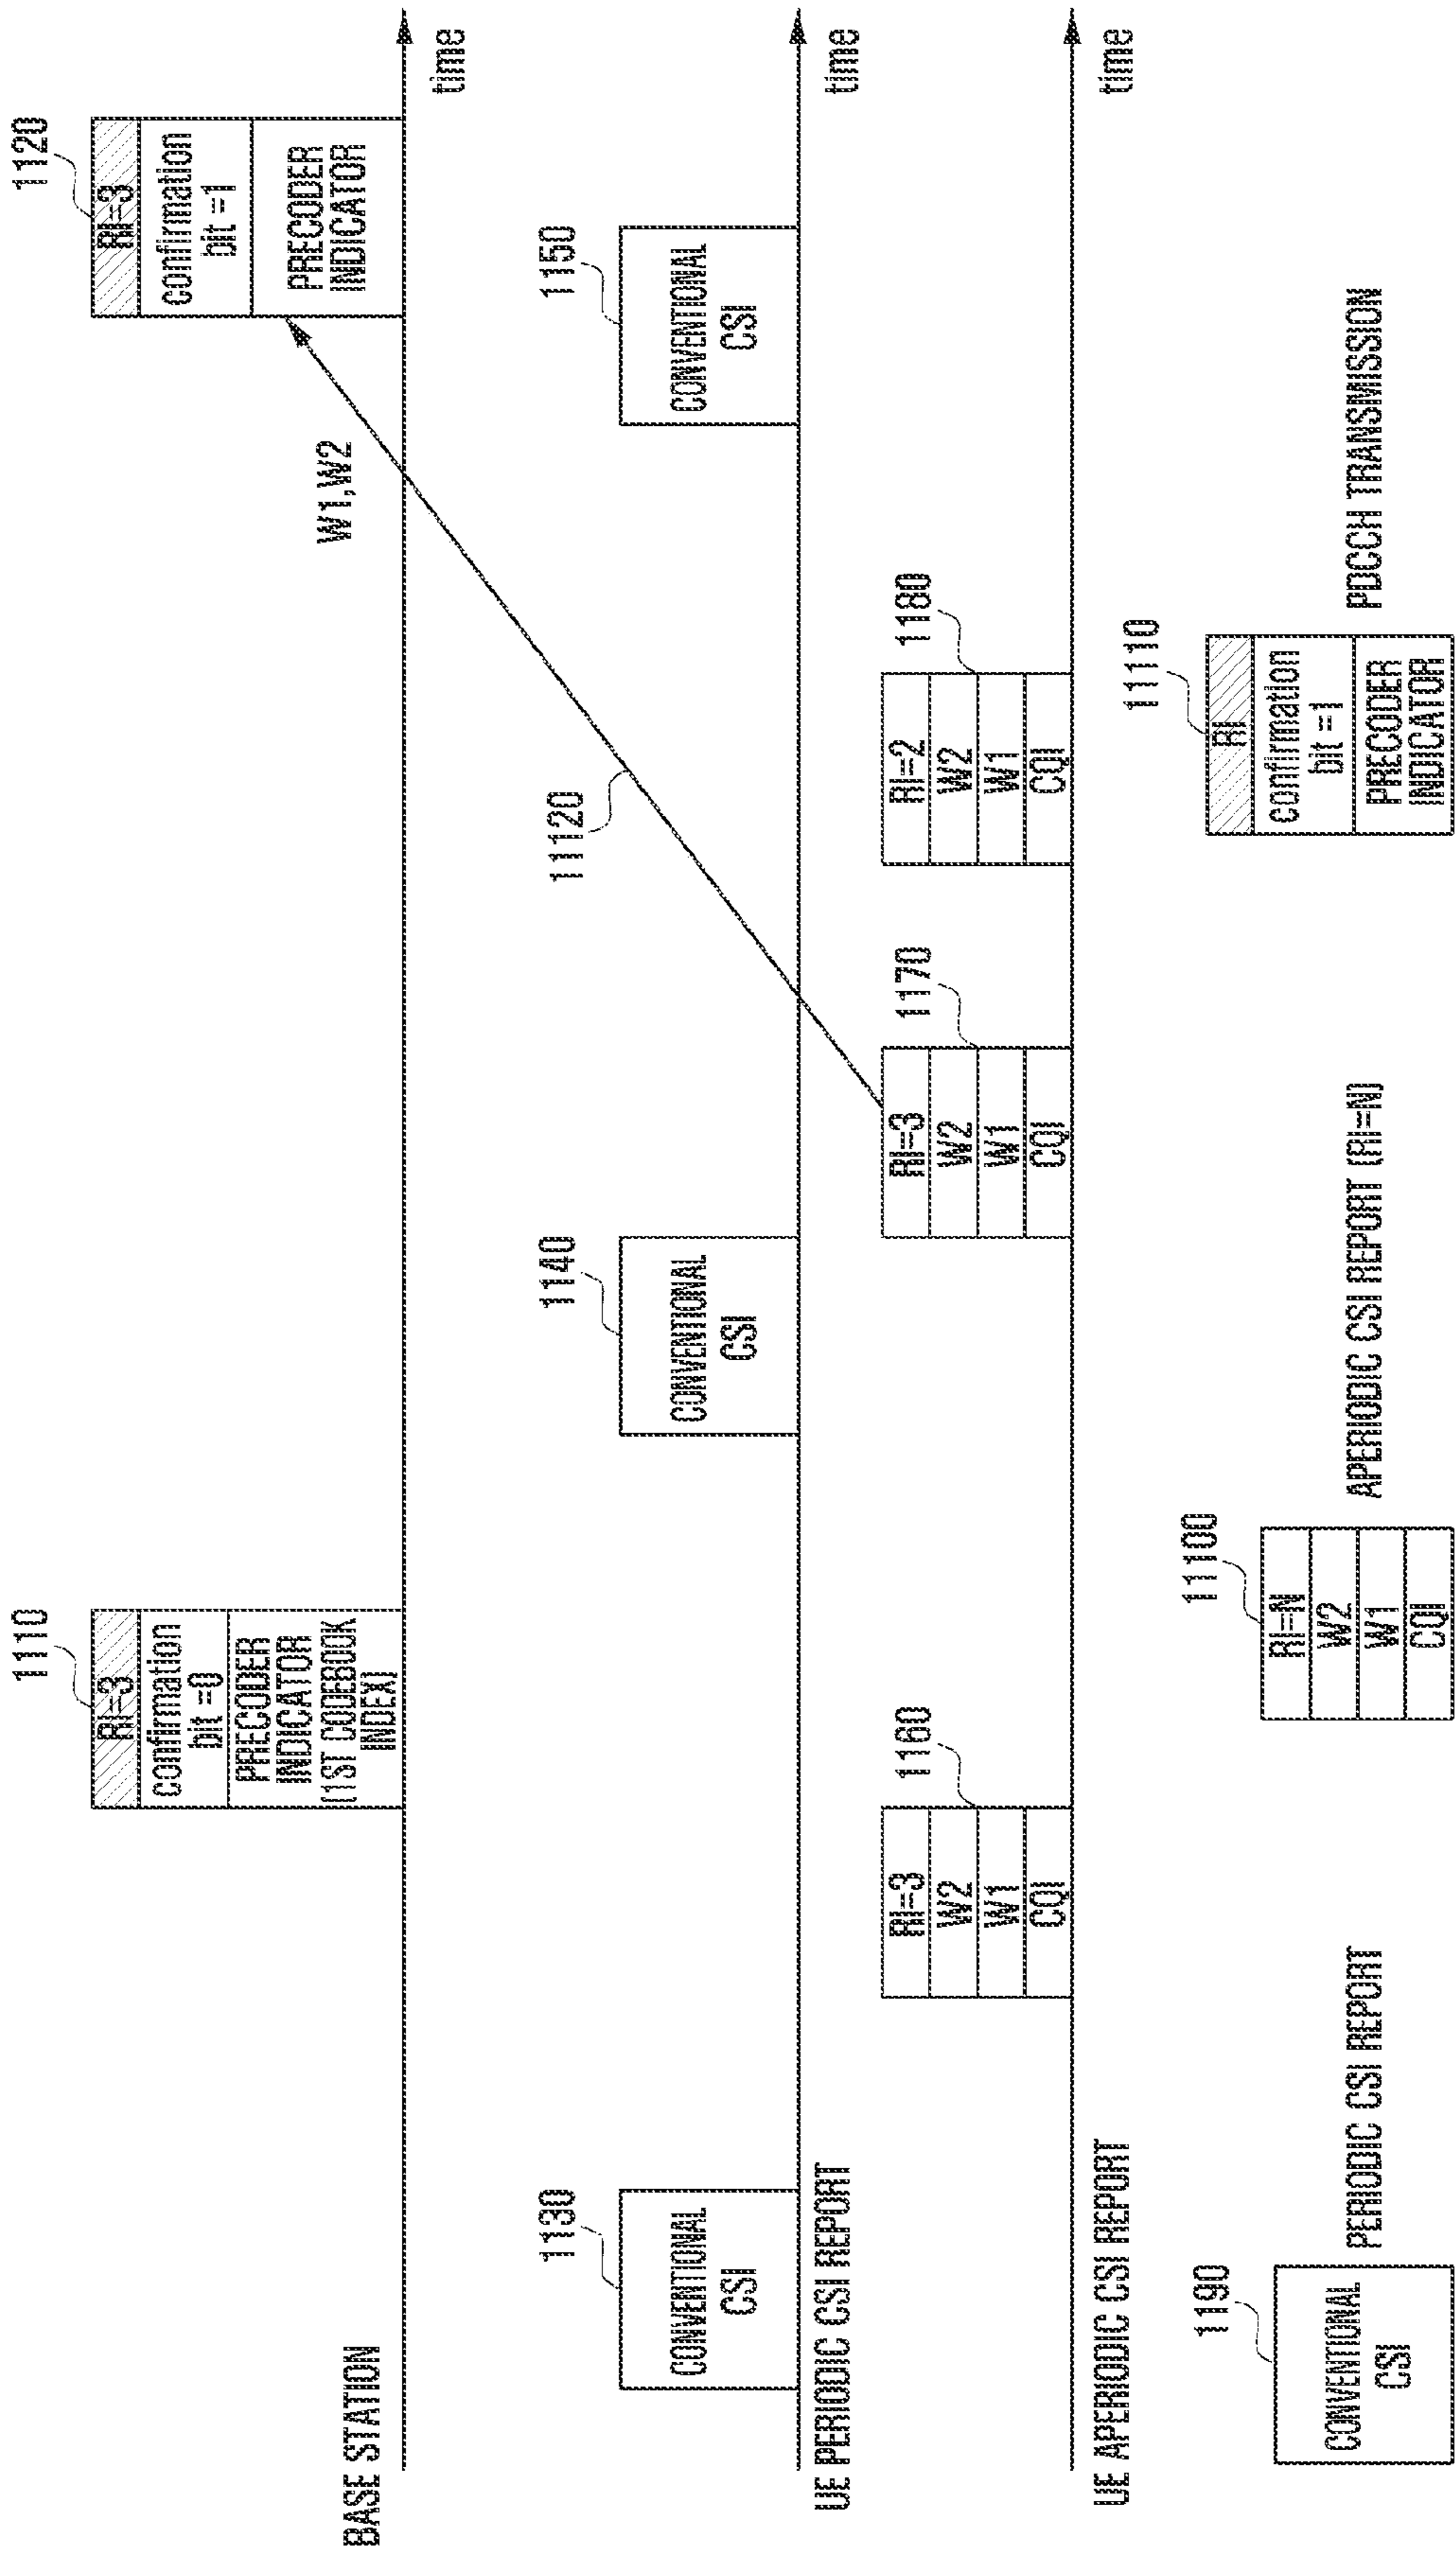 1110
RI=3
confirmation
bit =0
PRECODER
INDICATOR
(1ST CODEBOOK
INDEX)
1120
RI=3
confirmation
bit =1
PRECODER
INDICATOR
W1,W2
BASE STATION
time
1130
CONVENTIONAL
CSI
1140
CONVENTIONAL
CSI
11120
1150
CONVENTIONAL
CSI
UE PERIODIC CSI REPORT
time
1160
RI=3
W2
W1
CQI
1170
RI=3
W2
W1
CQI
1180
RI=2
W2
W1
CQI
UE APERIODIC CSI REPORT
time
1190
CONVENTIONAL
CSI
PERIODIC CSI REPORT
11100
RI=N
W2
W1
CQI
APERIODIC CSI REPORT (RI=N)
11110
RI
confirmation
bit =1
PRECODER
INDICATOR
PDCCH TRANSMISSION